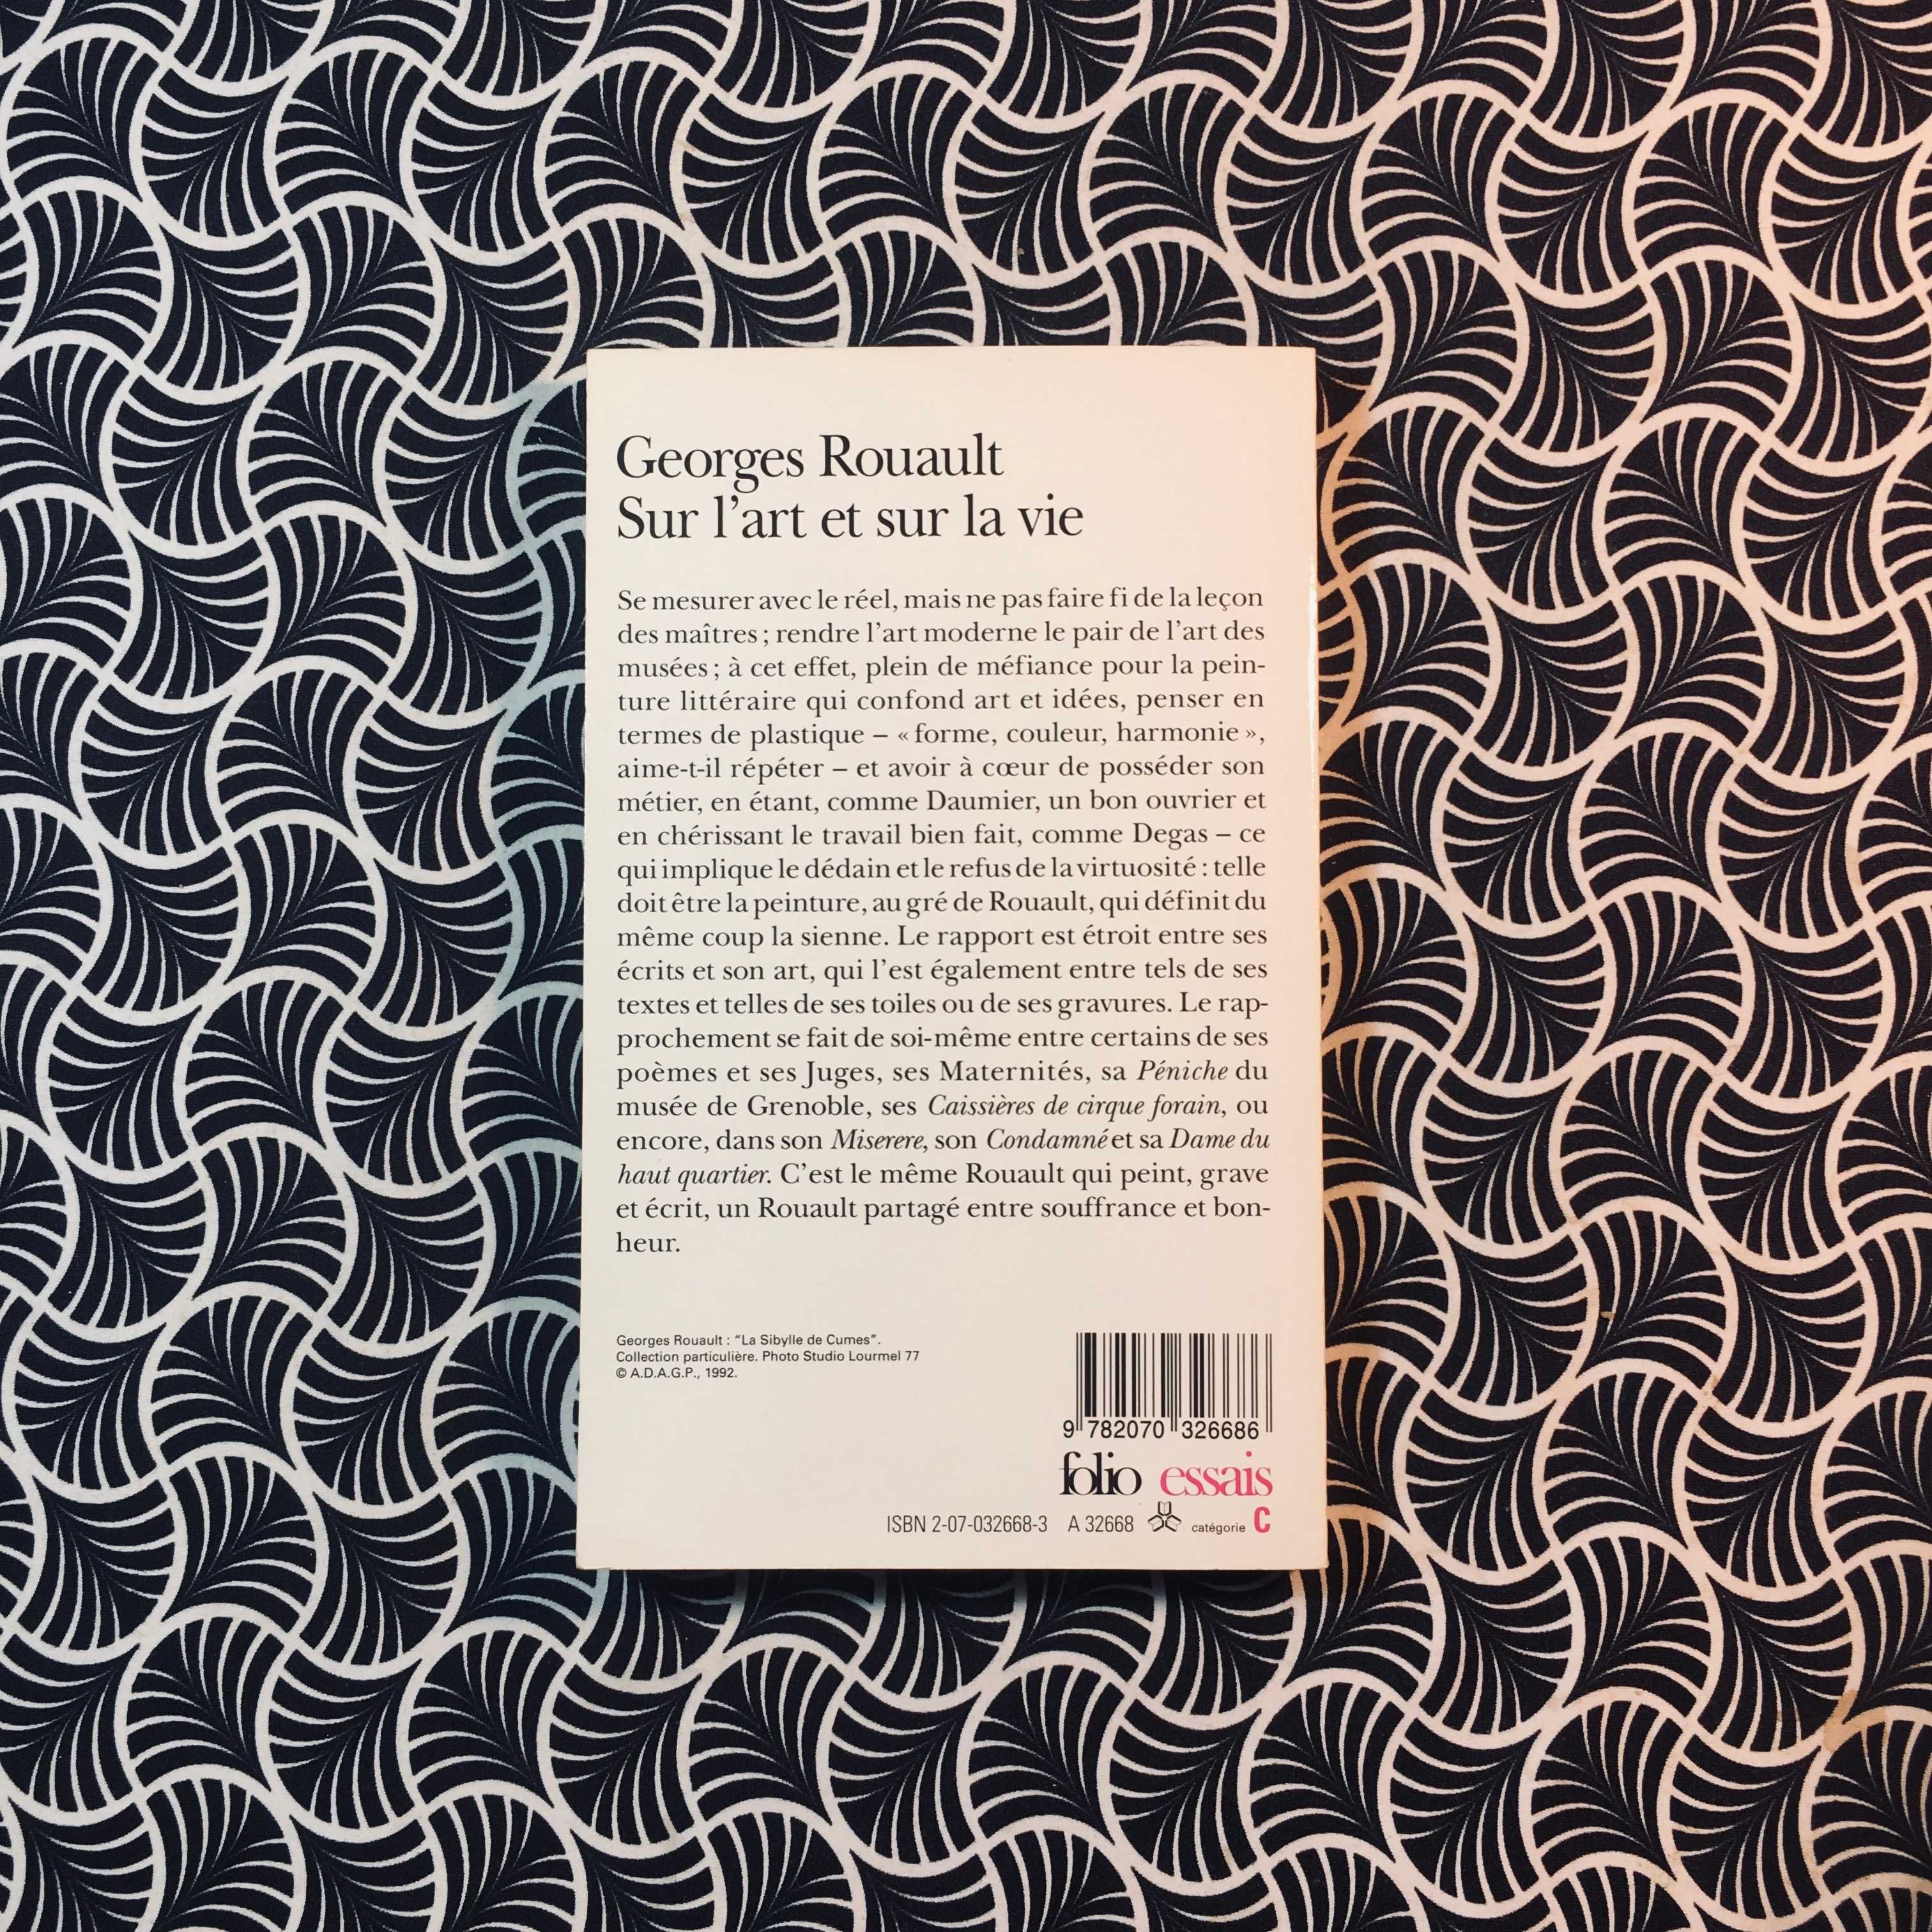 Georges Rouault
Sur l'art et sur la vie
Se mesurer avec le réel, mais ne pas faire fi de la leçon
des maîtres ; rendre l'art moderne le pair de l'art des
musées ; à cet effet, plein de méfiance pour la pein-
ture littéraire qui confond art et idées, penser en
termes de plastique – « forme, couleur, harmonie »,
aime-t-il répéter – et avoir à cœur de posséder son
métier, en étant, comme Daumier, un bon ouvrier et
en chérissant le travail bien fait, comme Degas – ce
qui implique le dédain et le refus de la virtuosité : telle
doit être la peinture, au gré de Rouault, qui définit du
même coup la sienne. Le rapport est étroit entre ses
écrits et son art, qui l'est également entre tels de ses
textes et telles de ses toiles ou de ses gravures. Le rap-
prochement se fait de soi-même entre certains de ses
poèmes et ses Juges, ses Maternités, sa Péniche du
musée de Grenoble, ses Caissières de cirque forain, ou
encore, dans son Miserere, son Condamné et sa Dame du
haut quartier. C'est le même Rouault qui peint, grave
et écrit, un Rouault partagé entre souffrance et bon-
heur.
Georges Rouault : "La Sibylle de Cumes".
Collection particulière. Photo Studio Lourmel 77
© A.D.A.G.P., 1992.
9 782070 326686
folio essais
ISBN 2-07-032668-3 A 32668 catégorie C